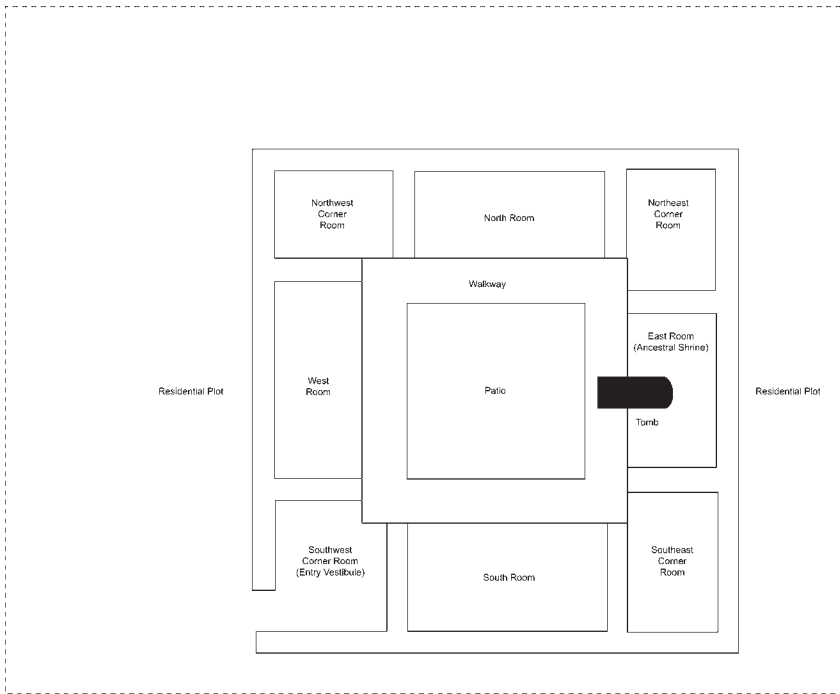 Northwest
Corner
Room
North Room
Northeast
Corner
Room
Walkway
East Room
(Ancestral Shrine)
Residential Plot
West
Room
Patio
Residential Plot
Tomb
Southwest
Corner Room
(Entry Vestibule)
South Room
Southeast
Corner
Room